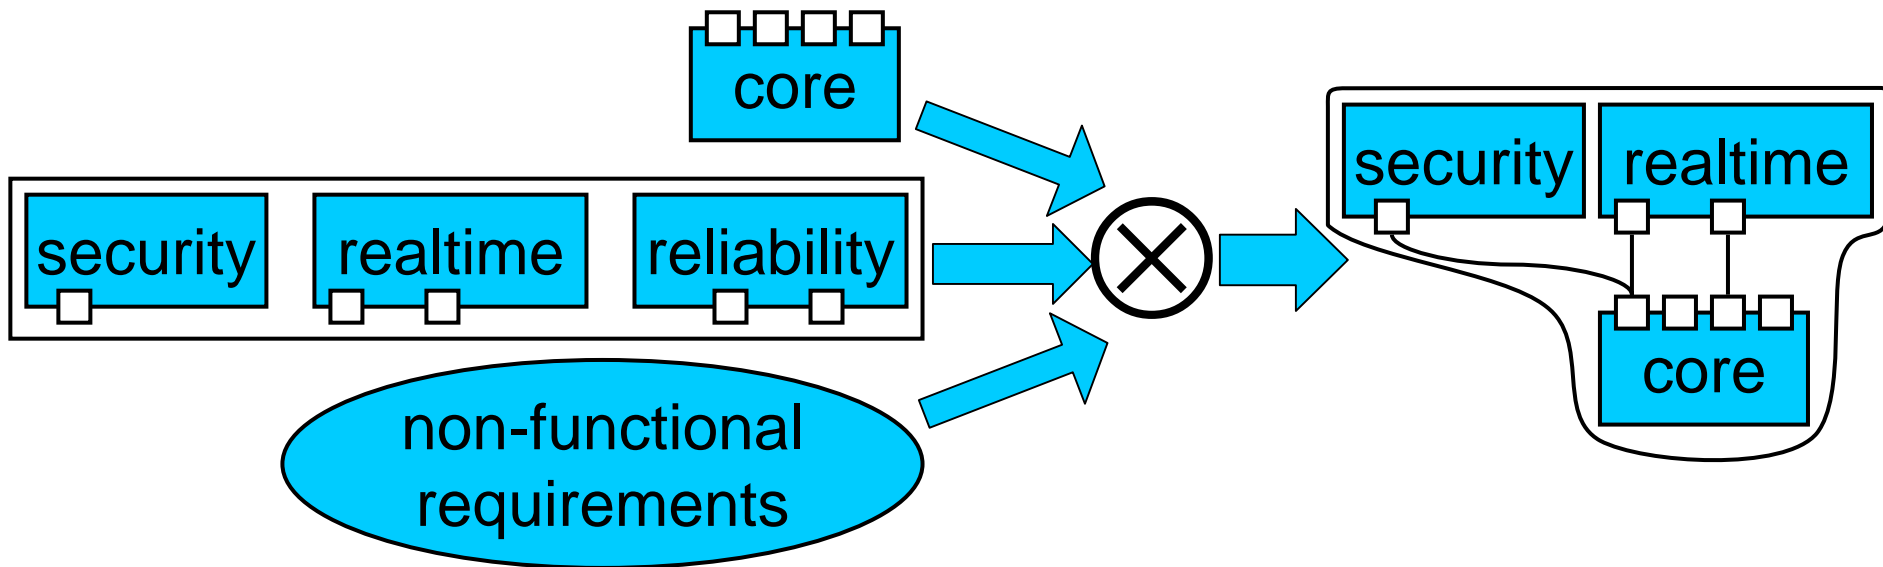 core
security realtime reliability
non-functional
requirements
security realtime
core